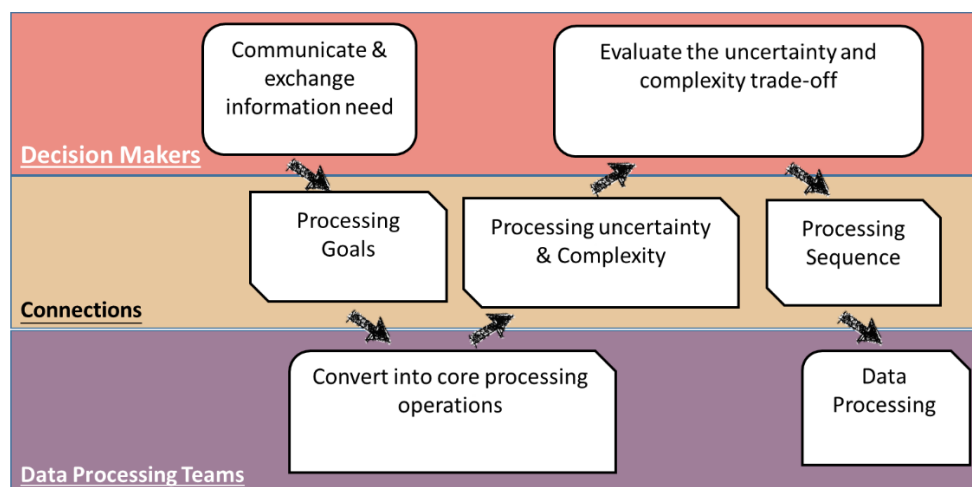 Communicate &
exchange
information need
Evaluate the uncertainty and
complexity trade-off
Decision Makers
Processing
Goals
Processing uncertainty
& Complexity
Processing
Sequence
Connections
Convert into core processing
operations
Data
Processing
Data Processing Teams